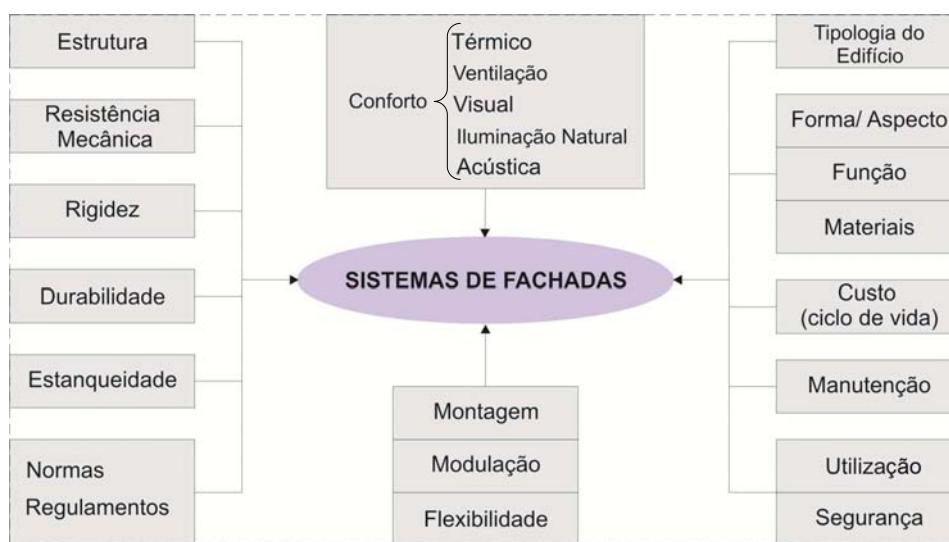 Estrutura
Resistência
Mecânica
Rigidez
Durabilidade
Estanqueidade
Normas
Regulamentos
Conforto
Térmico
Ventilação
Visual
Iluminação Natural
Acústica
SISTEMAS DE FACHADAS
Montagem
Modulação
Flexibilidade
Tipologia do
Edifício
Forma/ Aspecto
Função
Materiais
Custo
(ciclo de vida)
Manutenção
Utilização
Segurança